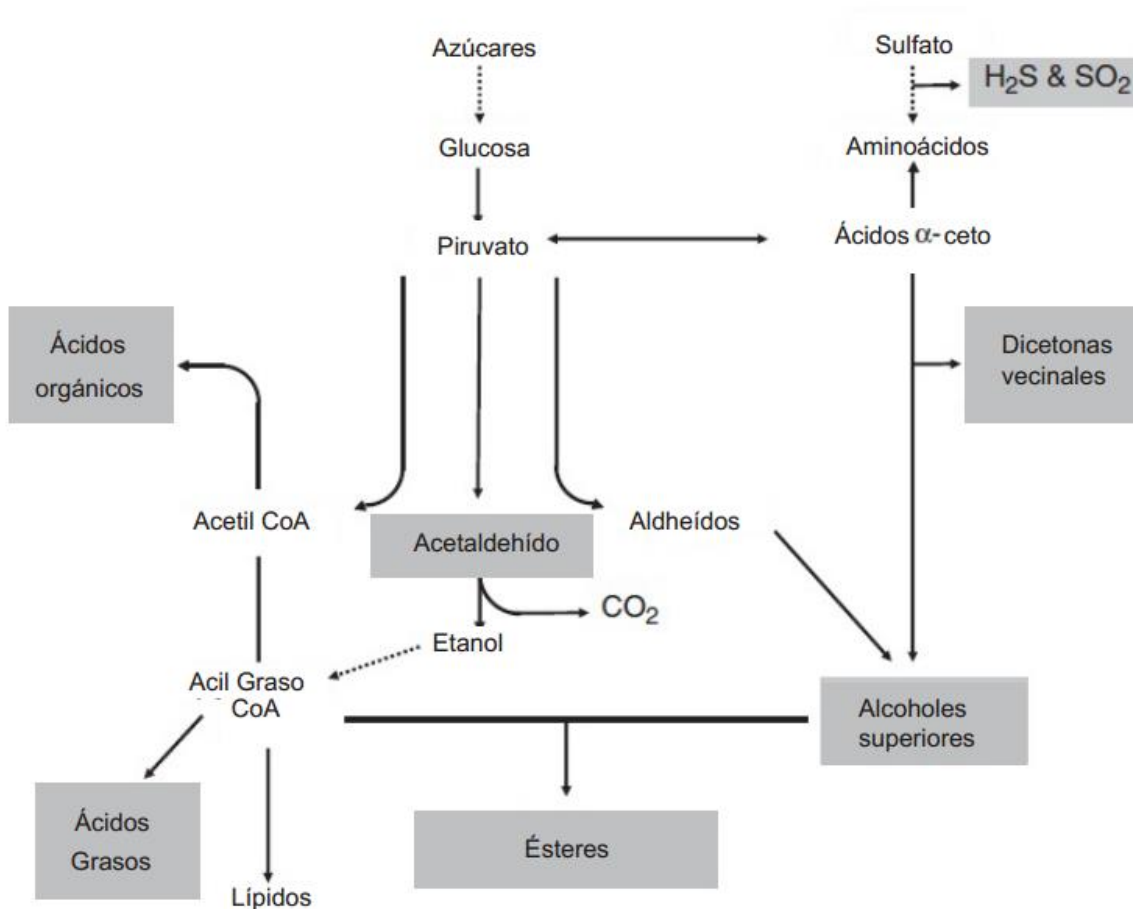 Azúcares
Sulfato
H₂S & SO₂
Glucosa
Aminoácidos
Piruvato
Ácidos α- ceto
Ácidos
orgánicos
Dicetonas
vecinales
Acetil CoA
Acetaldehído
Aldheídos
CO₂
Etanol
Acil Graso
CoA
Alcoholes
superiores
Ácidos
Grasos
Ésteres
Lípidos